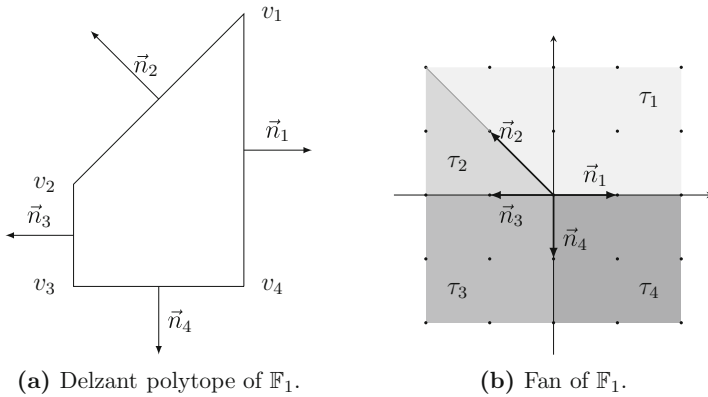 v₁
n⃗₂
n⃗₁
v₂
n⃗₃
v₃
v₄
n⃗₄
(a) Delzant polytope of 𝔽₁.
τ₁
n⃗₂
τ₂
n⃗₁
n⃗₃
n⃗₄
τ₃
τ₄
(b) Fan of 𝔽₁.